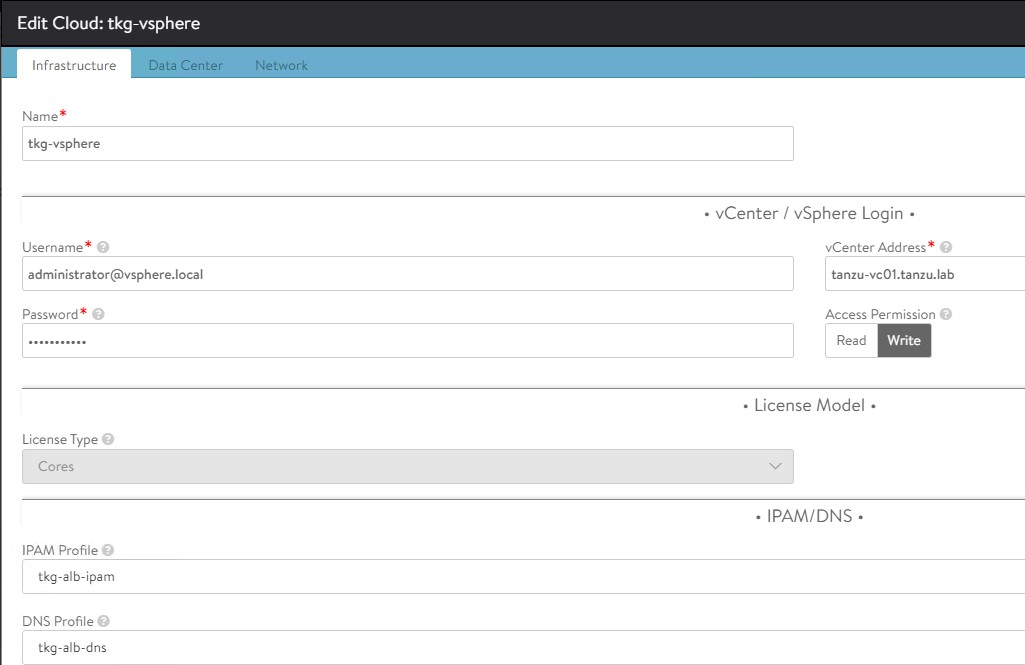 Edit Cloud: tkg-vsphere
Infrastructure Data Center Network
Name*
tkg-vsphere
• vCenter / vSphere Login •
Username* ? vCenter Address* ?
administrator@vsphere.local tanzu-vc01.tanzu.lab
Password* ? Access Permission ?
••••••••••• Read Write
• License Model •
License Type ?
Cores
• IPAM/DNS •
IPAM Profile ?
tkg-alb-ipam
DNS Profile ?
tkg-alb-dns